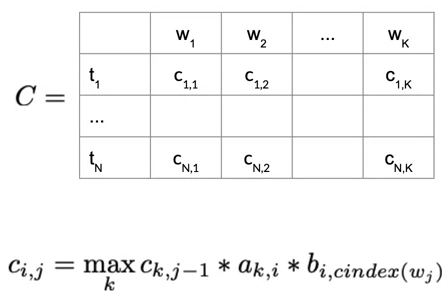 w1 w2 ... wK
C = t1 c1,1 c1,2 c1,K
...
tN cN,1 cN,2 cN,K
ci,j = max ck,j−1 * ak,i * bi,cindex(wj)
k